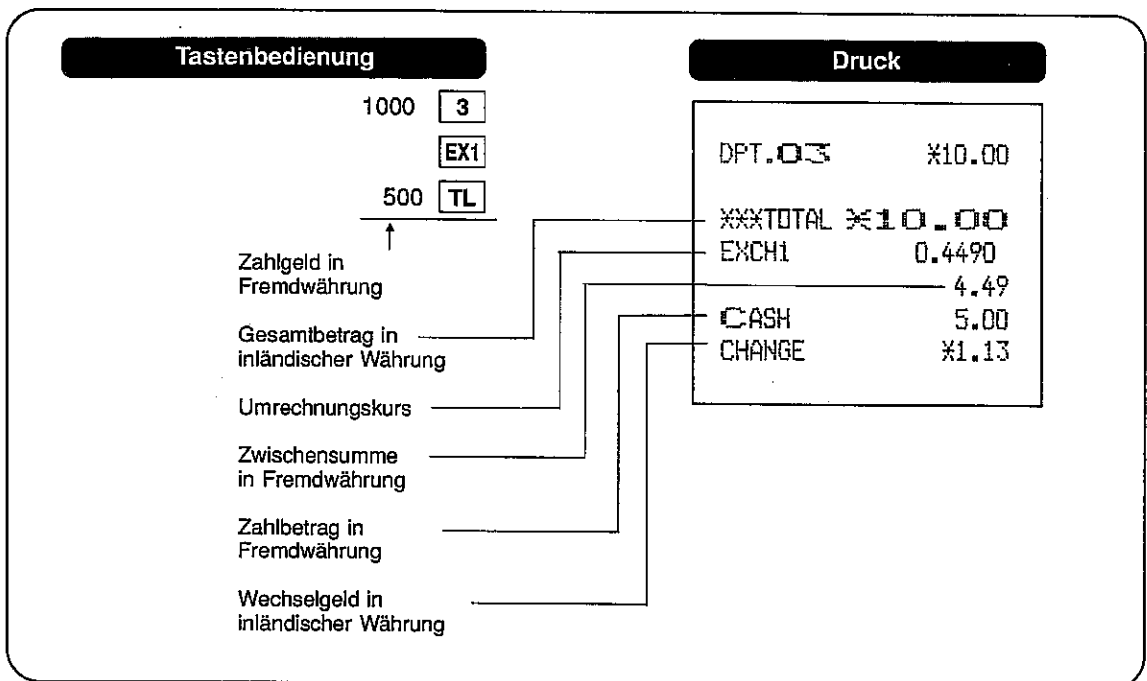 Tastenbedienung
1000 3
EX1
500 TL
Zahlgeld in
Fremdwährung
Gesamtbetrag in
inländischer Währung
Umrechnungskurs
Zwischensumme
in Fremdwährung
Zahlbetrag in
Fremdwährung
Wechselgeld in
inländischer Währung
Druck
DPT.03 ¥10.00
XXXTOTAL ¥10.00
EXCH1 0.4490
4.49
CASH 5.00
CHANGE ¥1.13